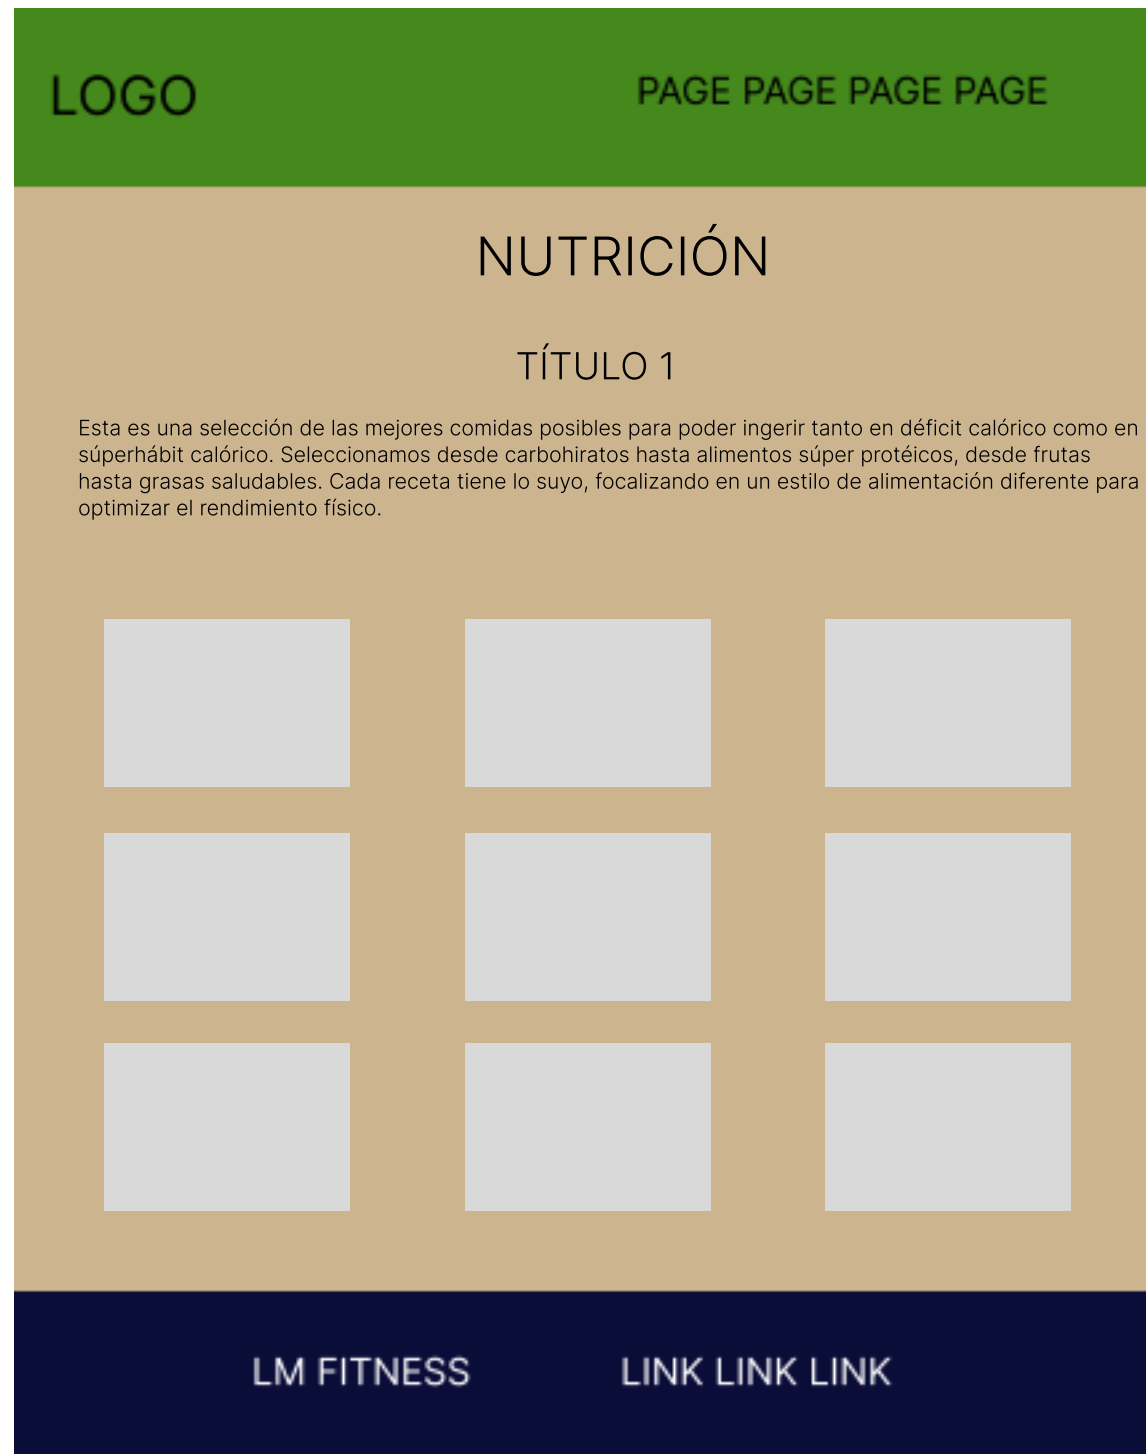 LOGO
PAGE PAGE PAGE PAGE
NUTRICIÓN
TÍTULO 1
Esta es una selección de las mejores comidas posibles para poder ingerir tanto en déficit calórico como en
súperhábit calórico. Seleccionamos desde carbohiratos hasta alimentos súper protéicos, desde frutas
hasta grasas saludables. Cada receta tiene lo suyo, focalizando en un estilo de alimentación diferente para
optimizar el rendimiento físico.
LM FITNESS
LINK LINK LINK